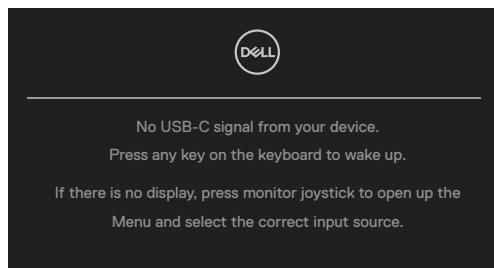 DELL
No USB-C signal from your device.
Press any key on the keyboard to wake up.
If there is no display, press monitor joystick to open up the
Menu and select the correct input source.